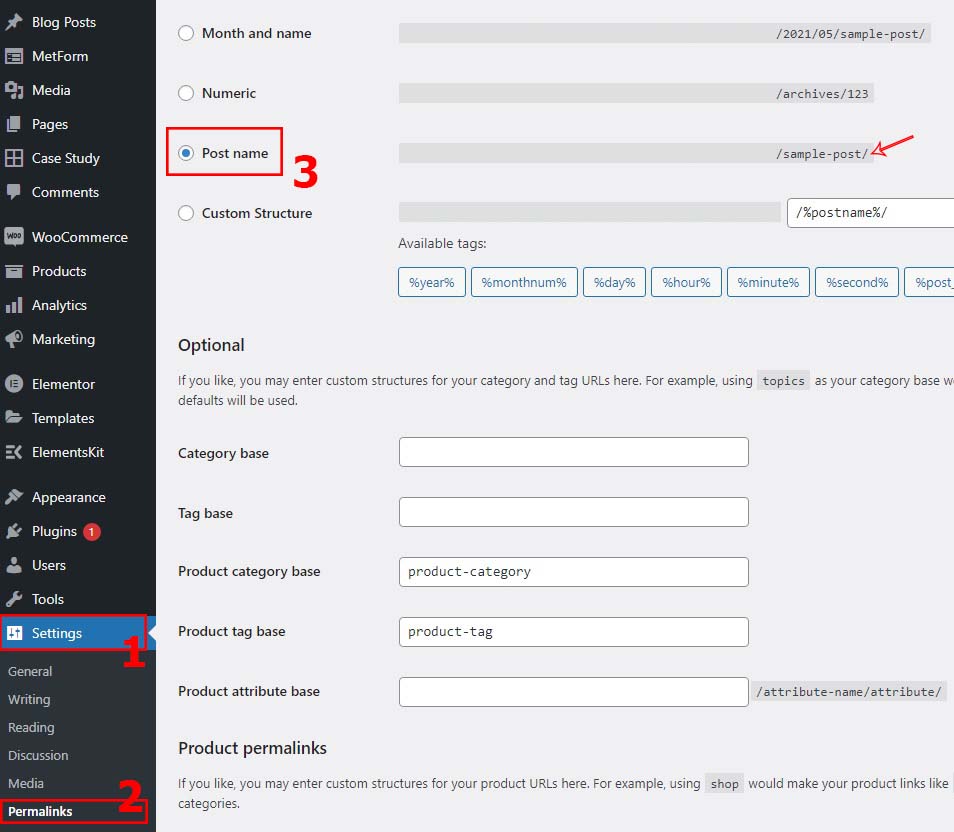 Blog Posts
MetForm
Media
Pages
Case Study
Comments
WooCommerce
Products
Analytics
Marketing
Elementor
Templates
ElementsKit
Appearance
Plugins 1
Users
Tools
Settings
1
General
Writing
Reading
Discussion
Media
2
Permalinks
Month and name /2021/05/sample-post/
Numeric /archives/123
Post name 3 /sample-post/
Custom Structure /%postname%/
Available tags:
%year% %monthnum% %day% %hour% %minute% %second% %post_
Optional
If you like, you may enter custom structures for your category and tag URLs here. For example, using topics as your category base
defaults will be used.
Category base
Tag base
Product category base product-category
Product tag base product-tag
Product attribute base /attribute-name/attribute/
Product permalinks
If you like, you may enter custom structures for your product URLs here. For example, using shop would make your product links like
categories.